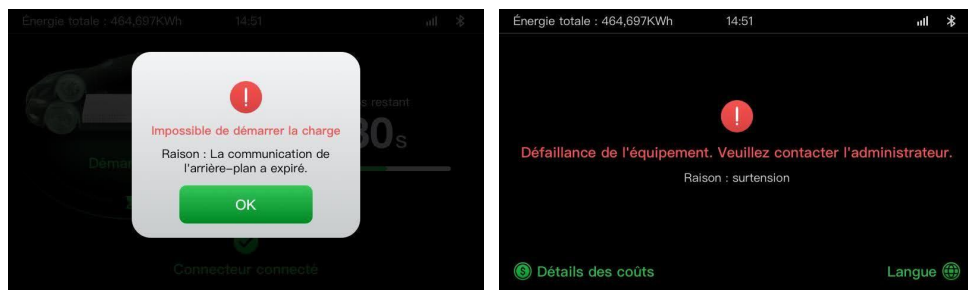 Énergie totale : 464,697KWh 14:51
Impossible de démarrer la charge
Raison : La communication de
l'arrière-plan a expiré.
OK
s restant
30s
Démar
Connecteur connecté
Énergie totale : 464,697KWh 14:51
Défaillance de l'équipement. Veuillez contacter l'administrateur.
Raison : surtension
Détails des coûts
Langue